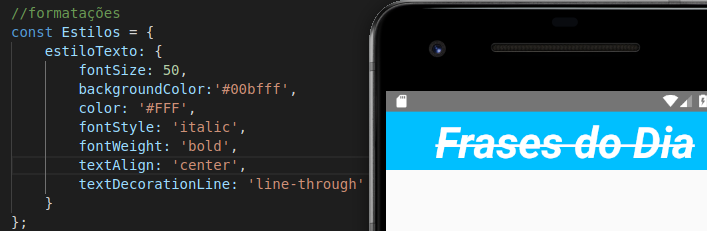 //formatações
const Estilos = {
estiloTexto: {
fontSize: 50,
backgroundColor:'#00bfff',
color: '#FFF',
fontStyle: 'italic',
fontWeight: 'bold',
textAlign: 'center',
textDecorationLine: 'line-through'
}
};
Frases do Dia